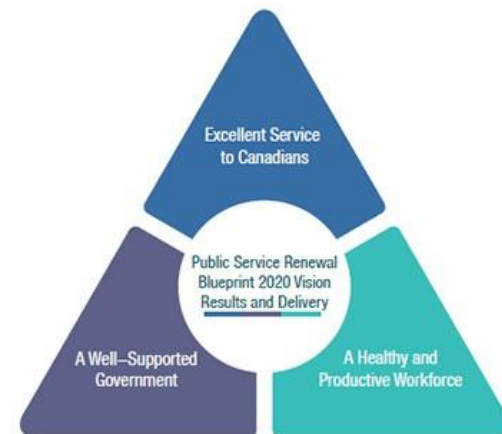 Excellent Service
to Canadians
Public Service Renewal
Blueprint 2020 Vision
Results and Delivery
A Well–Supported
Government
A Healthy and
Productive Workforce